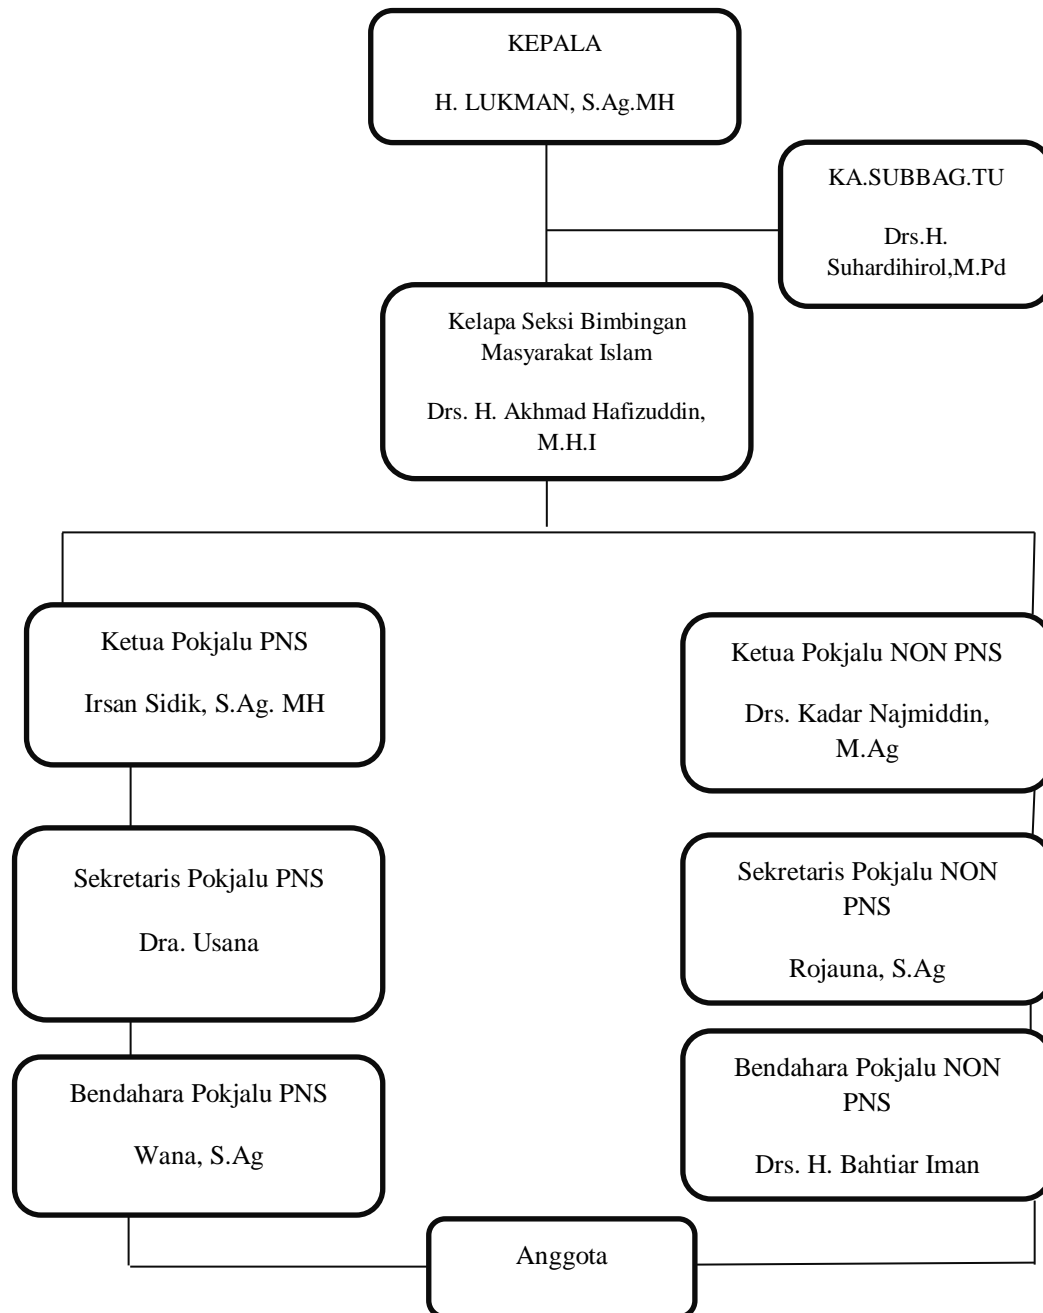 KEPALA
H. LUKMAN, S.Ag.MH
KA.SUBBAG.TU
Drs.H.
Suhardihirol,M.Pd
Kelapa Seksi Bimbingan
Masyarakat Islam
Drs. H. Akhmad Hafizuddin,
M.H.I
Ketua Pokjalu PNS
Irsan Sidik, S.Ag. MH
Ketua Pokjalu NON PNS
Drs. Kadar Najmiddin,
M.Ag
Sekretaris Pokjalu PNS
Dra. Usana
Sekretaris Pokjalu NON
PNS
Rojauna, S.Ag
Bendahara Pokjalu PNS
Wana, S.Ag
Bendahara Pokjalu NON
PNS
Drs. H. Bahtiar Iman
Anggota